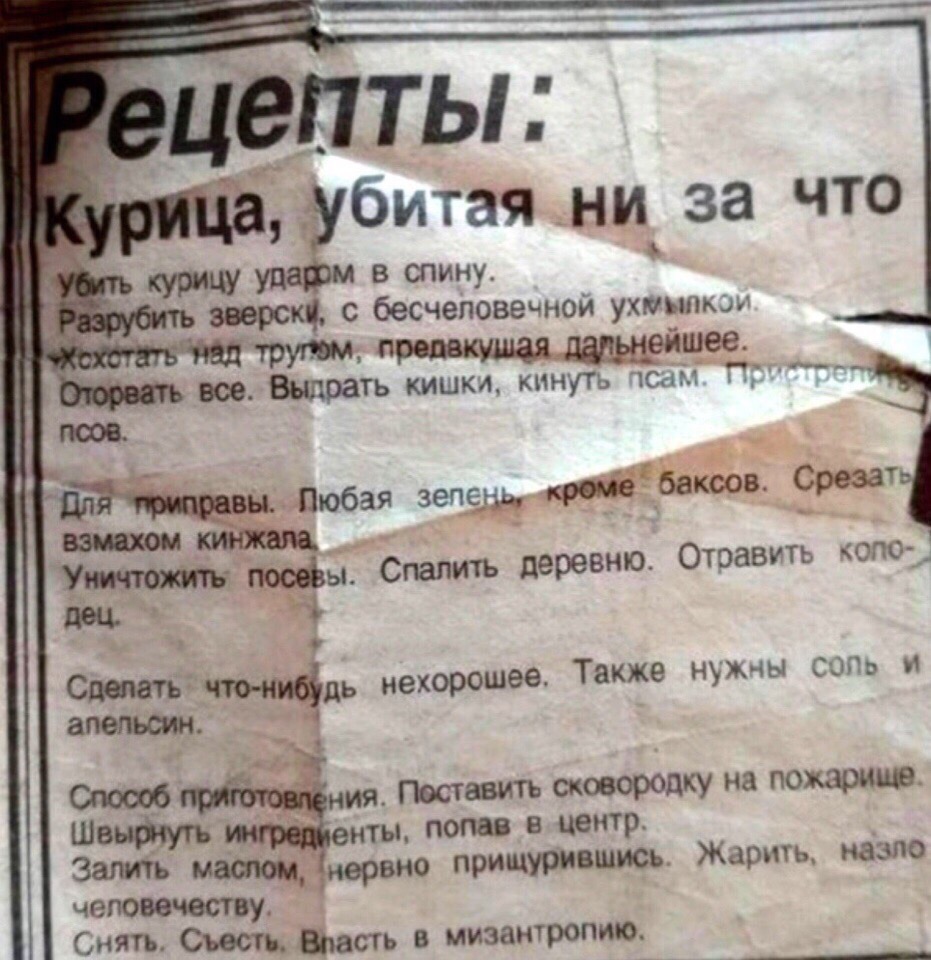 Рецепты:
Курица, убитая ни за что
Убить курицу ударом в спину.
Разрубить зверски, с бесчеловечной ухмылкой.
Хохотать над трупом, предвкушая дальнейшее.
Оторвать все. Выдрать кишки, кинуть псам. Пристрелить
псов.
Для приправы. Любая зелень, кроме баксов. Срезать
взмахом кинжала.
Уничтожить посевы. Спалить деревню. Отравить коло-
дец.
Сделать что-нибудь нехорошее. Также нужны соль и
апельсин.
Способ приготовления. Поставить сковородку на пожарище.
Швырнуть ингредиенты, попав в центр.
Залить маслом, нервно прищурившись. Жарить, назло
человечеству.
Снять. Съесть. Впасть в мизантропию.